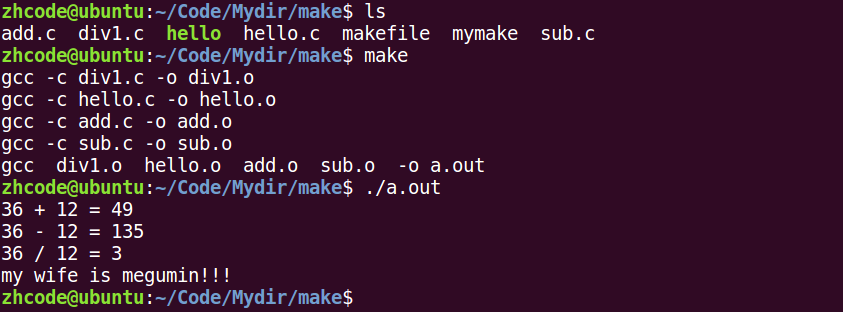 zhcode@ubuntu:~/Code/Mydir/make$ ls
add.c  div1.c  hello  hello.c  makefile  mymake  sub.c
zhcode@ubuntu:~/Code/Mydir/make$ make
gcc -c div1.c -o div1.o
gcc -c hello.c -o hello.o
gcc -c add.c -o add.o
gcc -c sub.c -o sub.o
gcc  div1.o  hello.o  add.o  sub.o  -o a.out
zhcode@ubuntu:~/Code/Mydir/make$ ./a.out
36 + 12 = 49
36 - 12 = 135
36 / 12 = 3
my wife is megumin!!!
zhcode@ubuntu:~/Code/Mydir/make$